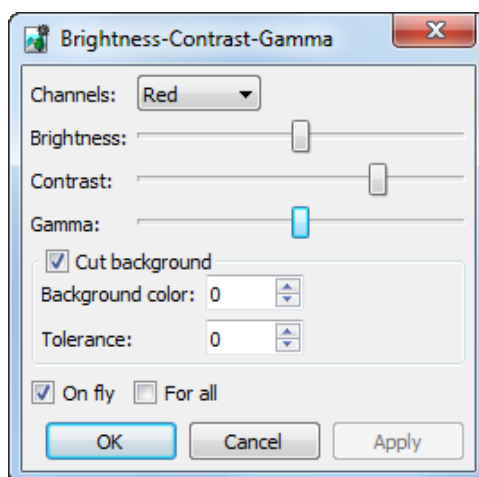 Brightness-Contrast-Gamma
Channels: Red
Brightness:
Contrast:
Gamma:
Cut background
Background color: 0
Tolerance: 0
On fly For all
OK Cancel Apply